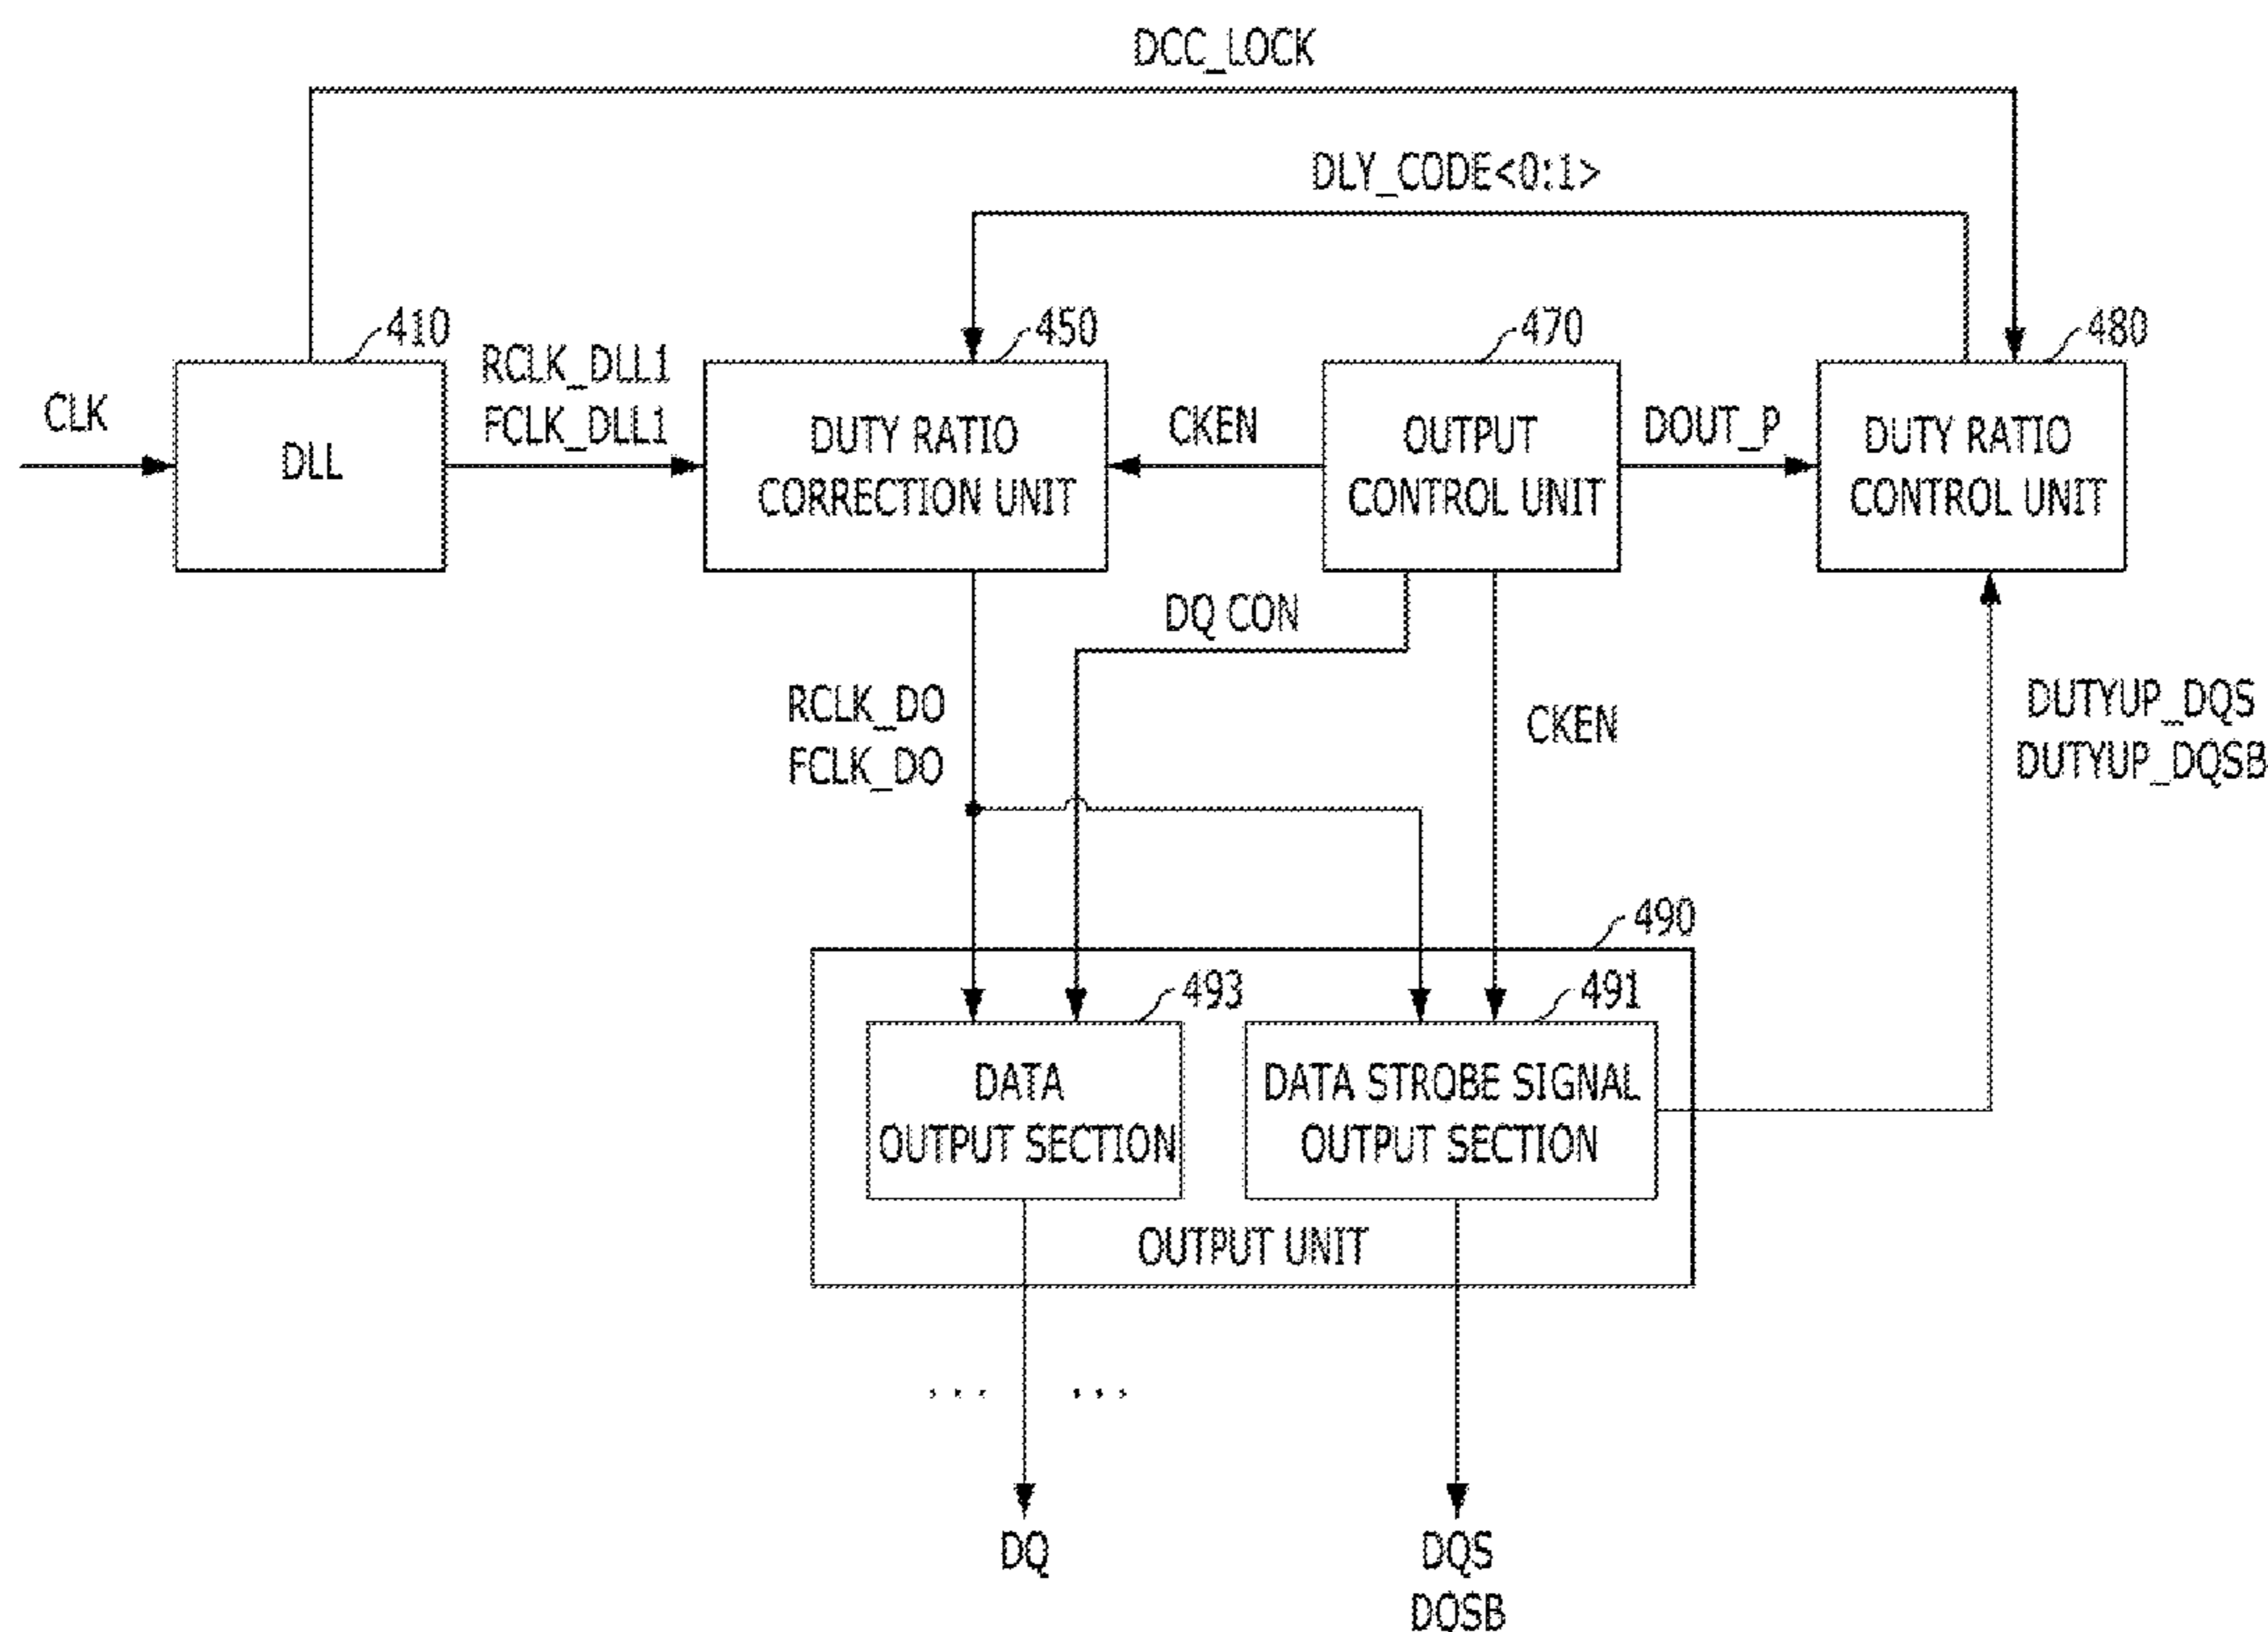 DCC_LOCK
DLY_CODE<0:1>
410
450
470
480
CLK
RCLK_DLL1
FCLK_DLL1
DLL
DUTY RATIO
CORRECTION UNIT
CKEN
OUTPUT
CONTROL UNIT
DOUT_P
DUTY RATIO
CONTROL UNIT
DQ CON
RCLK_DO
FCLK_DO
CKEN
DUTYUP_DQS
DUTYUP_DQSB
490
493
491
DATA
OUTPUT SECTION
DATA STROBE SIGNAL
OUTPUT SECTION
OUTPUT UNIT
... ...
DQ
DQS
DQSB